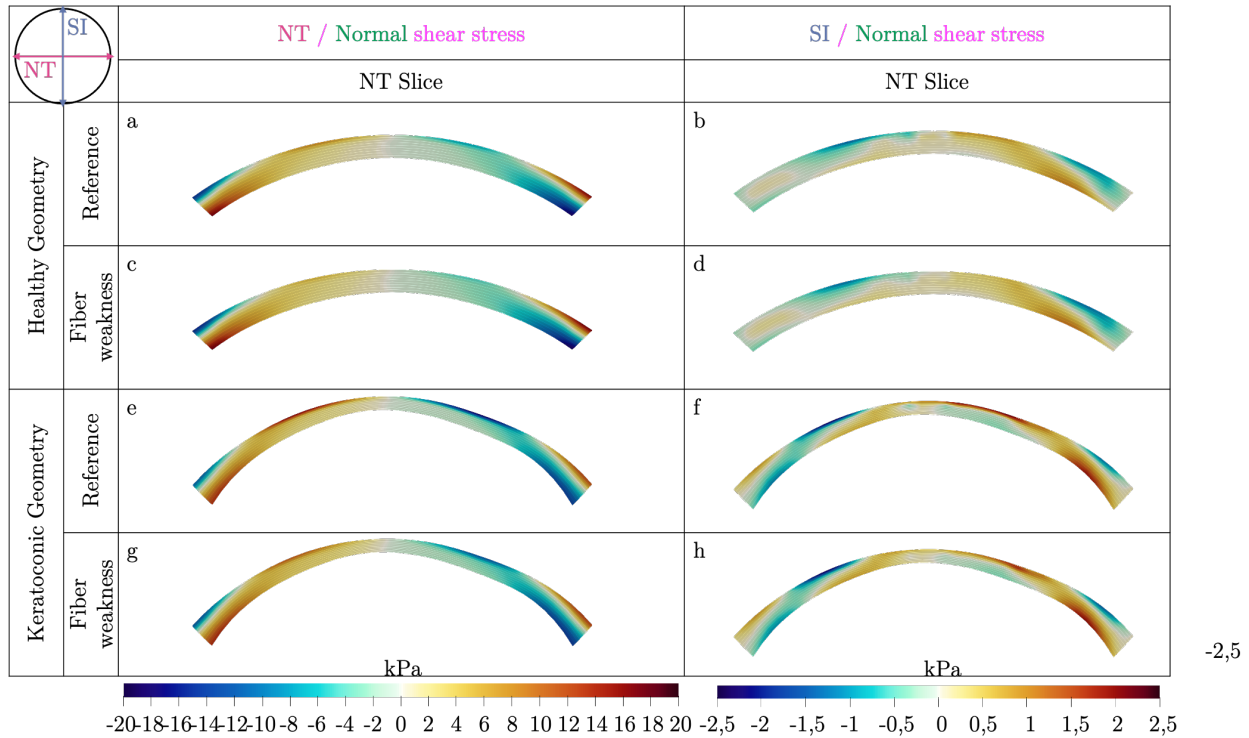 SI
NT
NT / Normal shear stress
SI / Normal shear stress
NT Slice
NT Slice
Healthy Geometry
Reference
a
b
Fiber
weakness
c
d
Keratoconic Geometry
Reference
e
f
Fiber
weakness
g
h
-2,5
kPa
kPa
-20 -18 -16 -14 -12 -10 -8 -6 -4 -2 0 2 4 6 8 10 12 14 16 18 20
-2,5 -2 -1,5 -1 -0,5 0 0,5 1 1,5 2 2,5